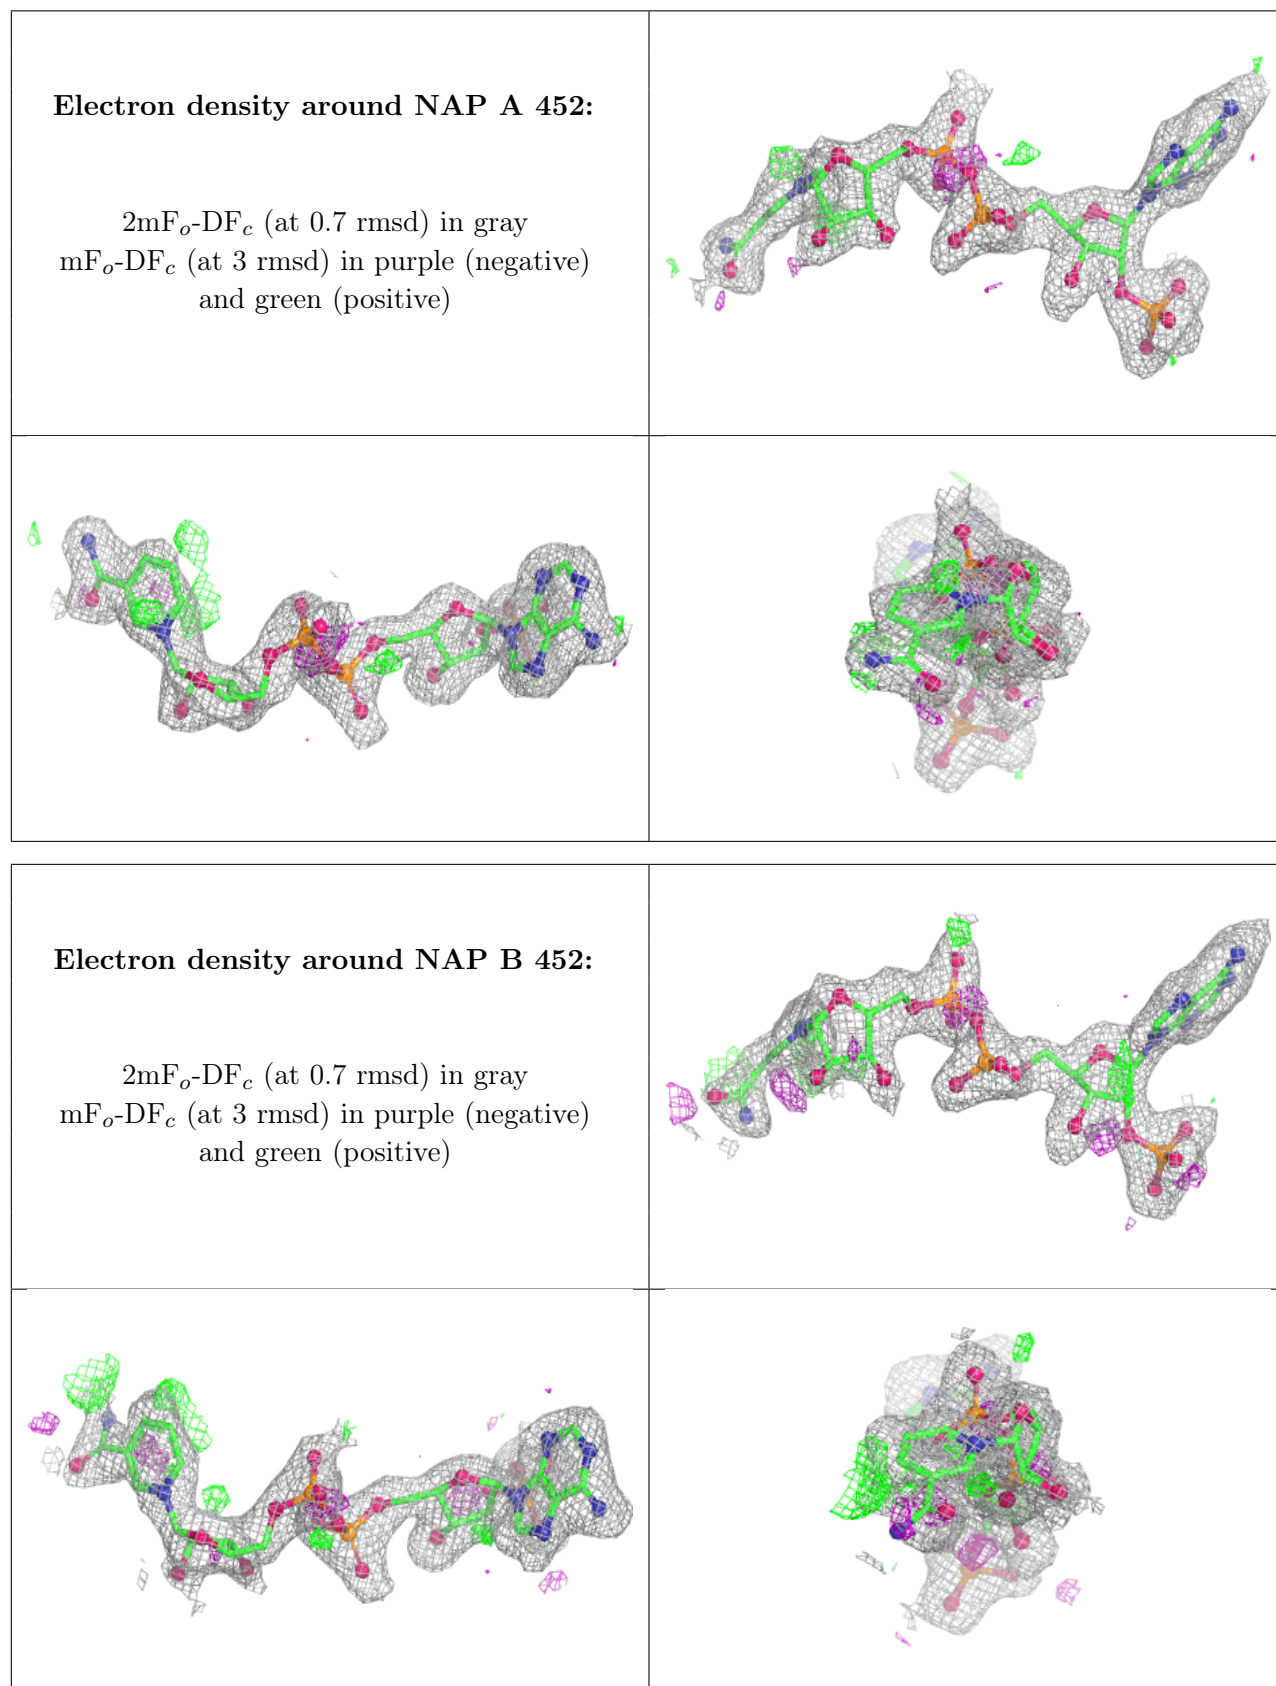 Electron density around NAP A 452:
2mFo-DFc (at 0.7 rmsd) in gray
mFo-DFc (at 3 rmsd) in purple (negative)
and green (positive)
Electron density around NAP B 452:
2mFo-DFc (at 0.7 rmsd) in gray
mFo-DFc (at 3 rmsd) in purple (negative)
and green (positive)